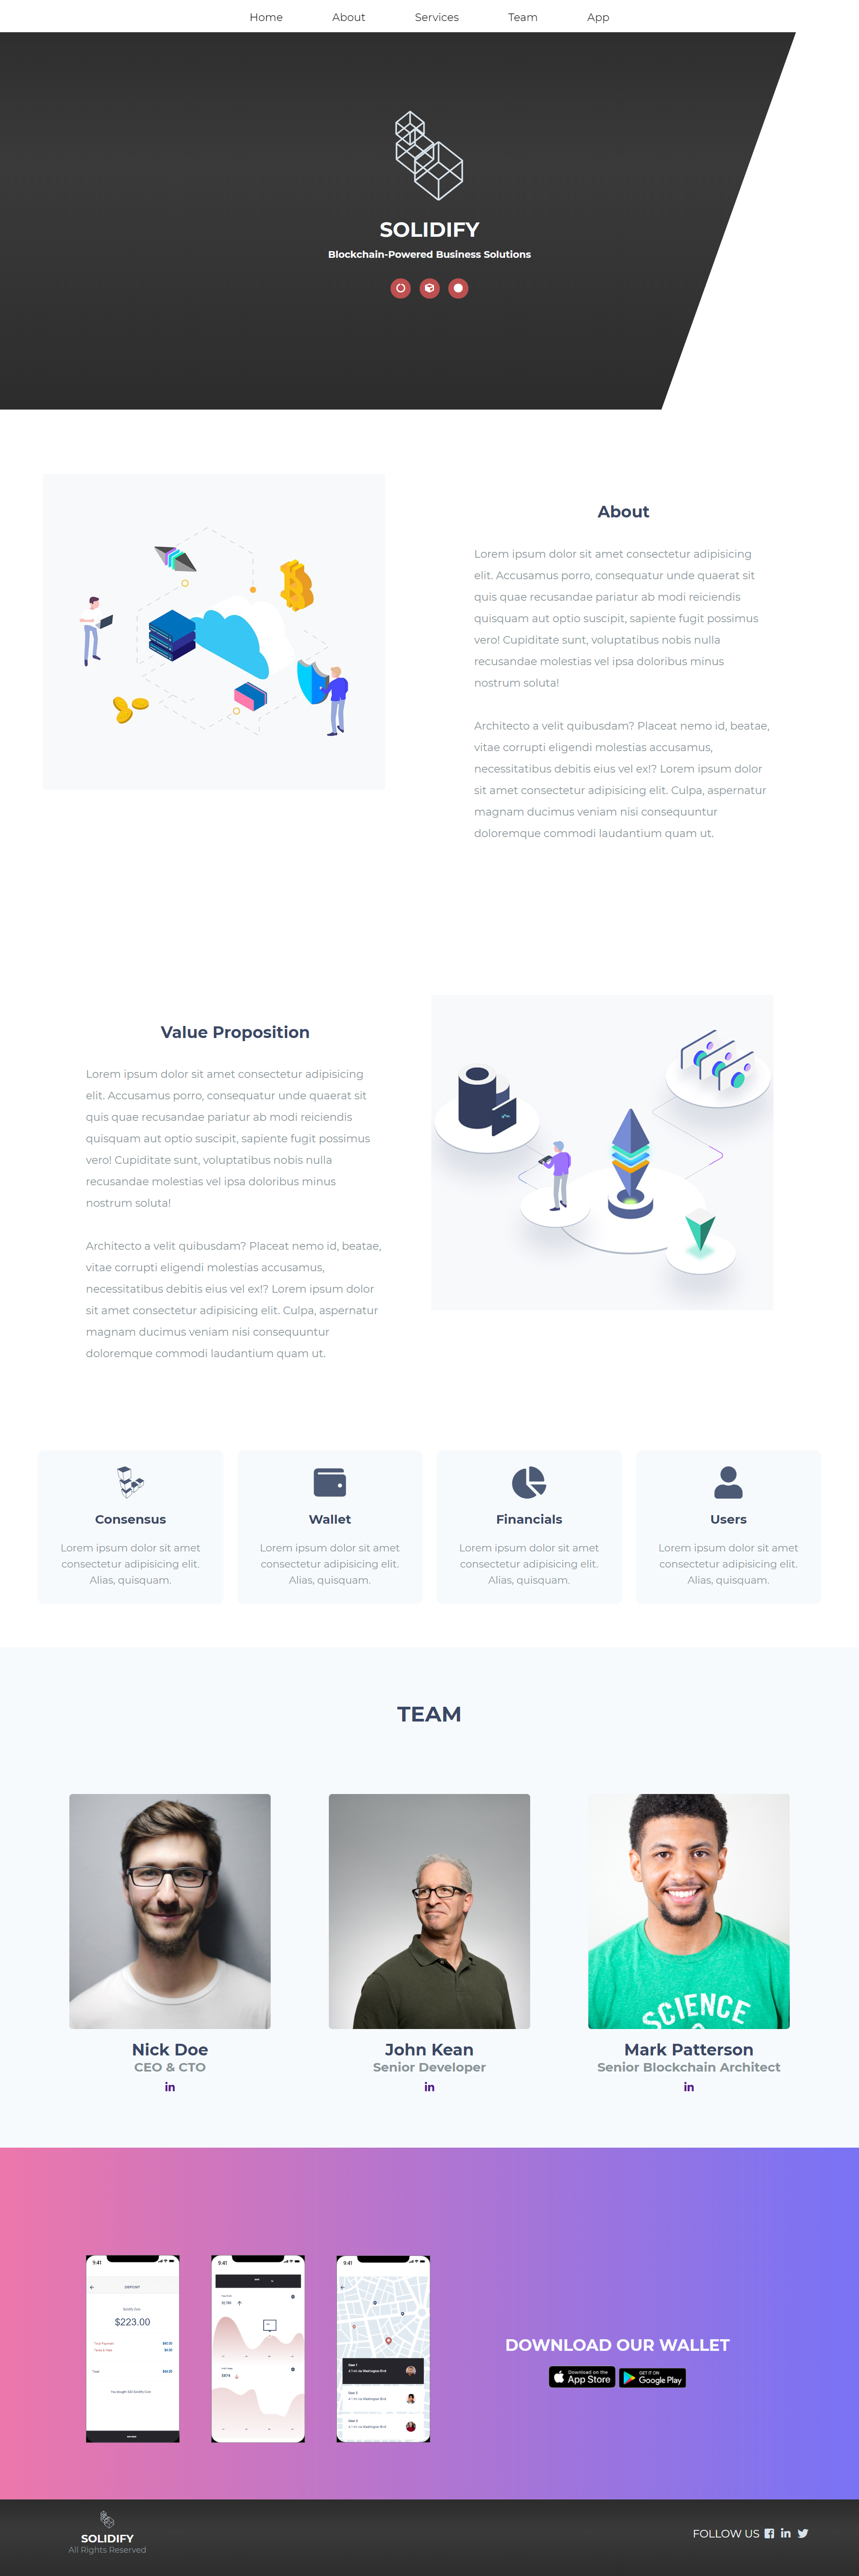 Home About Services Team App
SOLIDIFY
Blockchain-Powered Business Solutions
About
Lorem ipsum dolor sit amet consectetur adipisicing
elit. Accusamus porro, consequatur unde quaerat sit
quis quae recusandae pariatur ab modi reiciendis
quisquam aut optio suscipit, sapiente fugit possimus
vero! Cupiditate sunt, voluptatibus nobis nulla
recusandae molestias vel ipsa doloribus minus
nostrum soluta!
Architecto a velit quibusdam? Placeat nemo id, beatae,
vitae corrupti eligendi molestias accusamus,
necessitatibus debitis eius vel ex!? Lorem ipsum dolor
sit amet consectetur adipisicing elit. Culpa, aspernatur
magnam ducimus veniam nisi consequuntur
doloremque commodi laudantium quam ut.
Value Proposition
Lorem ipsum dolor sit amet consectetur adipisicing
elit. Accusamus porro, consequatur unde quaerat sit
quis quae recusandae pariatur ab modi reiciendis
quisquam aut optio suscipit, sapiente fugit possimus
vero! Cupiditate sunt, voluptatibus nobis nulla
recusandae molestias vel ipsa doloribus minus
nostrum soluta!
Architecto a velit quibusdam? Placeat nemo id, beatae,
vitae corrupti eligendi molestias accusamus,
necessitatibus debitis eius vel ex!? Lorem ipsum dolor
sit amet consectetur adipisicing elit. Culpa, aspernatur
magnam ducimus veniam nisi consequuntur
doloremque commodi laudantium quam ut.
Consensus
Lorem ipsum dolor sit amet
consectetur adipisicing elit.
Alias, quisquam.
Wallet
Lorem ipsum dolor sit amet
consectetur adipisicing elit.
Alias, quisquam.
Financials
Lorem ipsum dolor sit amet
consectetur adipisicing elit.
Alias, quisquam.
Users
Lorem ipsum dolor sit amet
consectetur adipisicing elit.
Alias, quisquam.
TEAM
SCIENCE
Nick Doe
CEO & CTO
in
John Kean
Senior Developer
in
Mark Patterson
Senior Blockchain Architect
in
9:41
DEPOSIT
$223.00
9:41
9:41
DOWNLOAD OUR WALLET
Download on the
App Store
GET IT ON
Google Play
SOLIDIFY
All Rights Reserved
FOLLOW US